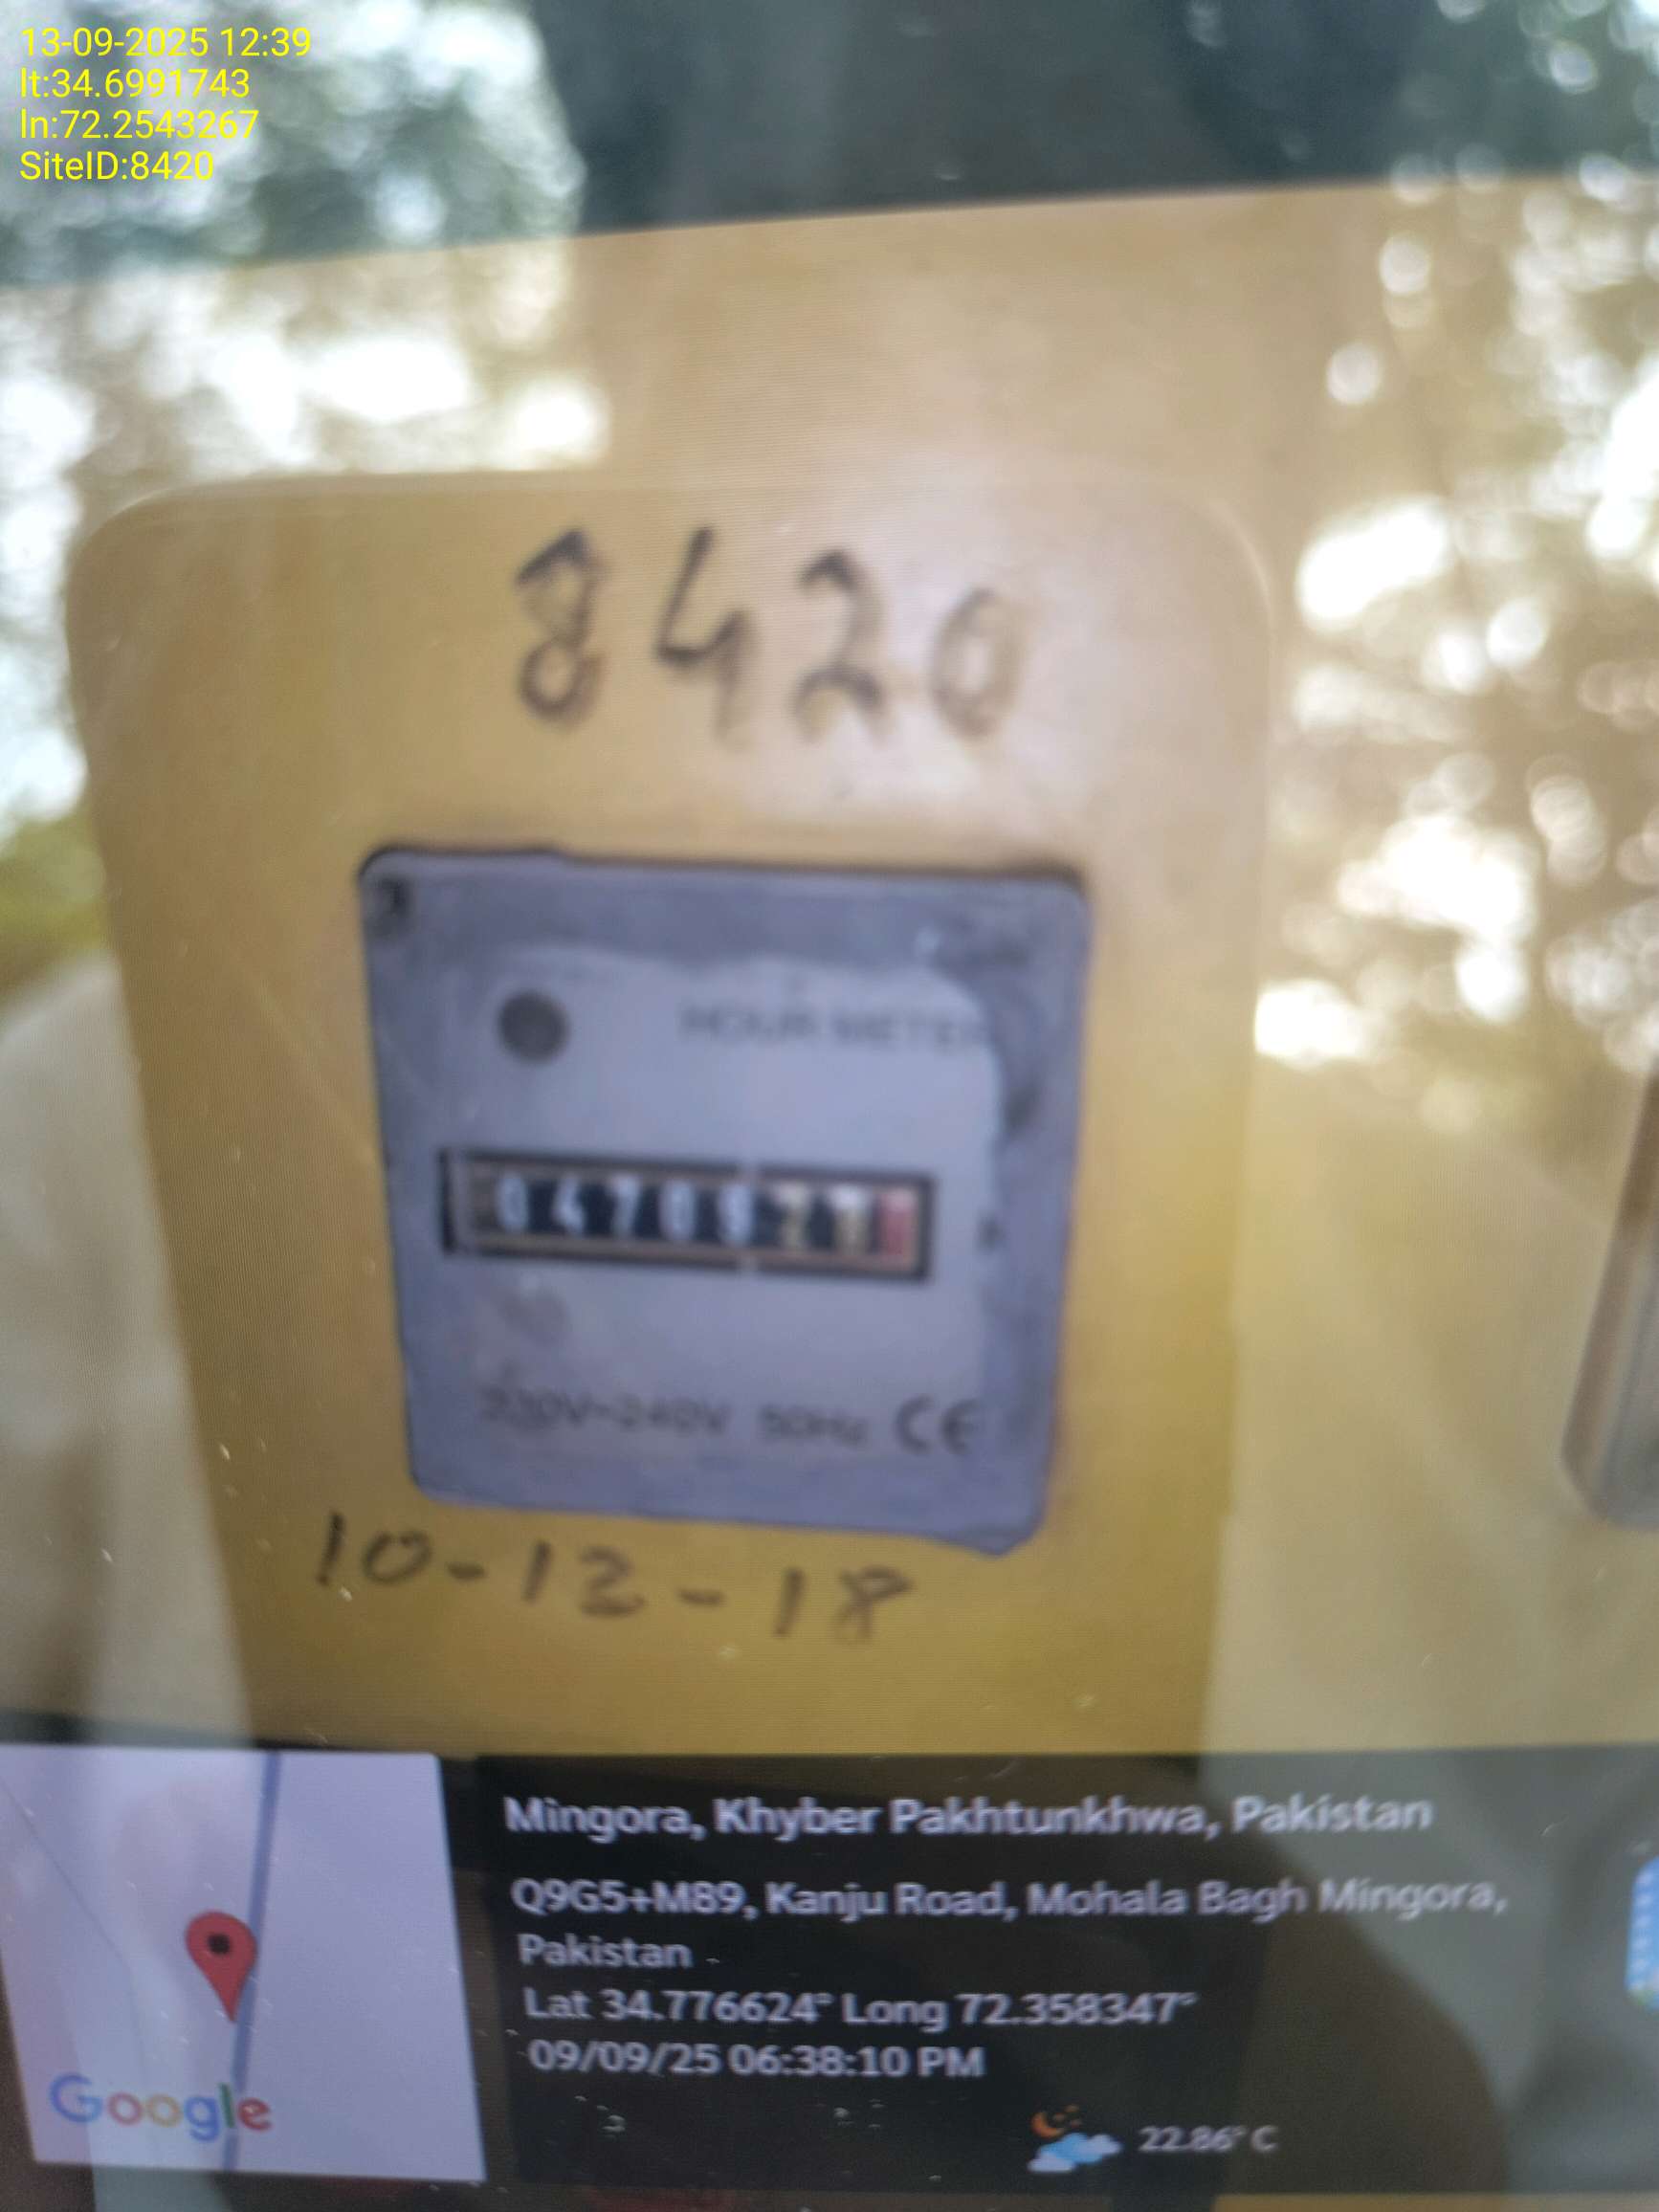 13-09-2025 12:39
lt:34.6991743
ln:72.2543267
SiteID:8420
8420
HOUR METER
220V-240V 50Hz CE
10-12-18
Mingora, Khyber Pakhtunkhwa, Pakistan
Q9G5+M89, Kanju Road, Mohala Bagh Mingora,
Pakistan
Lat 34.776624° Long 72.358347°
09/09/25 06:38:10 PM
Google
22.86°C